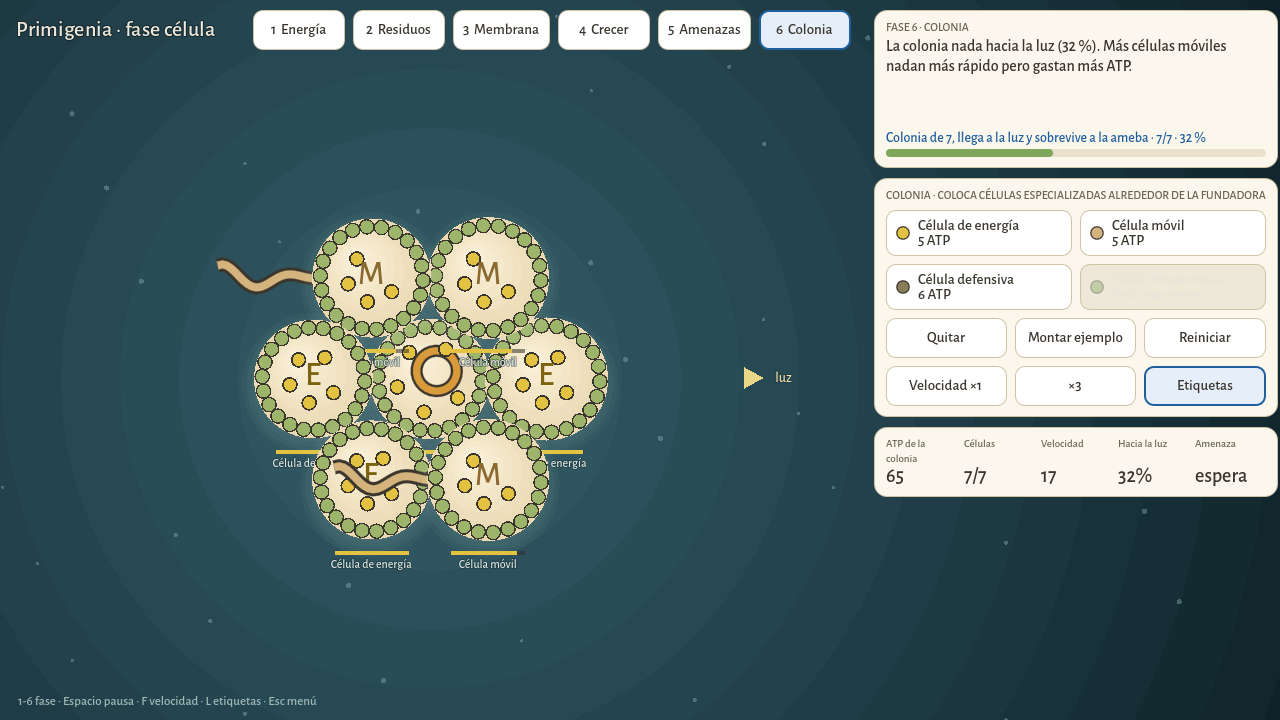 Primigenia · fase célula
1 Energía
2 Residuos
3 Membrana
4 Crecer
5 Amenazas
6 Colonia
FASE 6 · COLONIA
La colonia nada hacia la luz (32 %). Más células móviles
nadan más rápido pero gastan más ATP.
Colonia de 7, llega a la luz y sobrevive a la ameba · 7/7 · 32 %
COLONIA · COLOCA CÉLULAS ESPECIALIZADAS ALREDEDOR DE LA FUNDADORA
Célula de energía
5 ATP
Célula móvil
5 ATP
Célula defensiva
6 ATP
Quitar
Montar ejemplo
Reiniciar
Velocidad ×1
×3
Etiquetas
ATP de la
colonia
65
Células
7/7
Velocidad
17
Hacia la luz
32%
Amenaza
espera
M
M
móvil
Célula móvil
E
E
luz
Célula de
energía
E
M
Célula de energía
Célula móvil
1-6 fase · Espacio pausa · F velocidad · L etiquetas · Esc menú